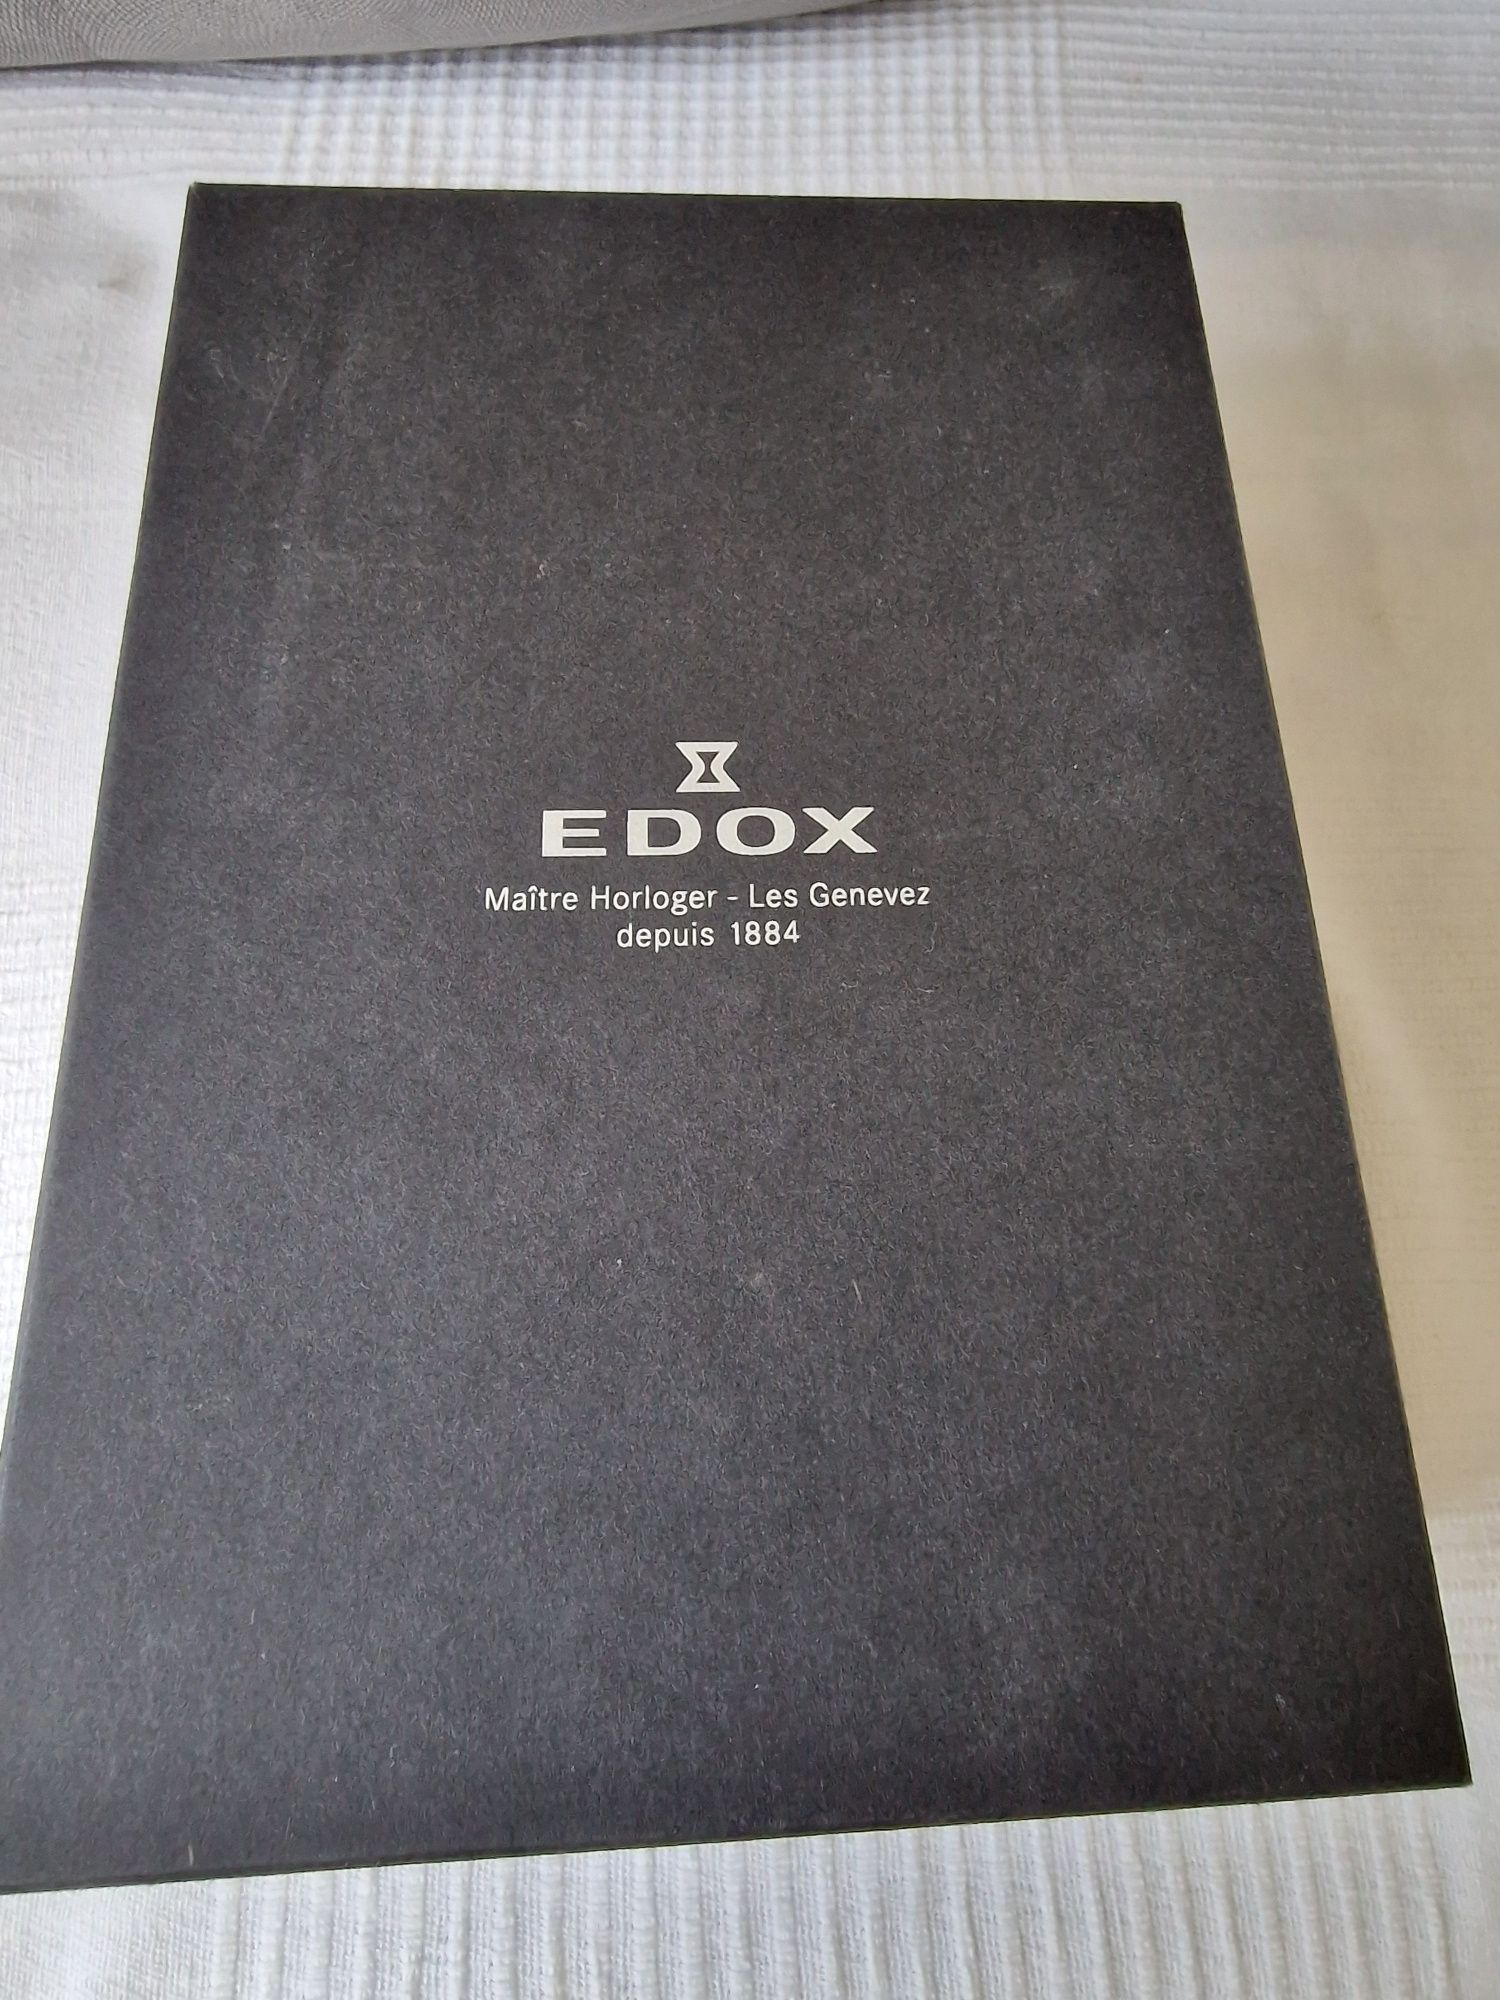 EDOX
Maître Horloger - Les Genevez
depuis 1884